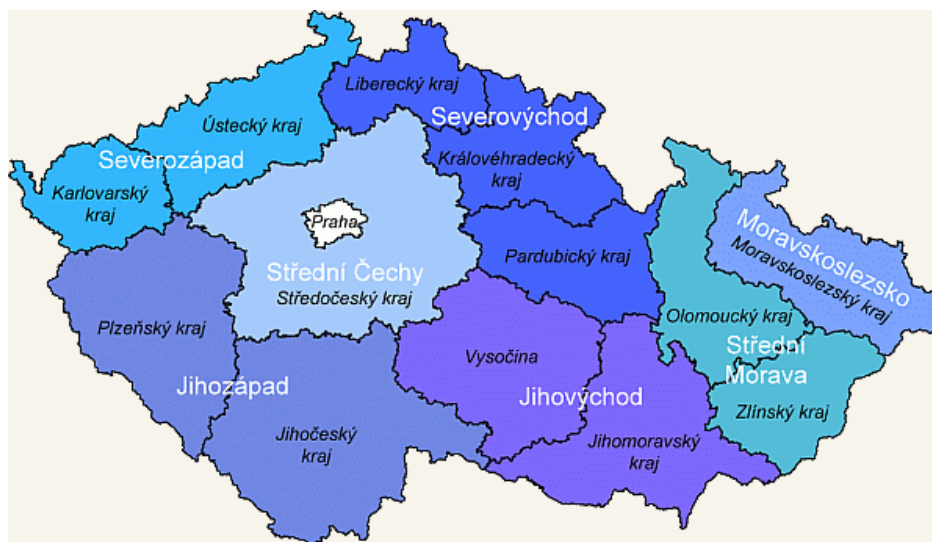 Liberecký kraj
Severovýchod
Ústecký kraj
Severozápad
Královéhradecký
kraj
Karlovarský
kraj
Praha
Moravskoslezsko
Moravskoslezský kraj
Pardubický kraj
Střední Čechy
Středočeský kraj
Plzeňský kraj
Olomoucký kraj
Střední
Morava
Vysočina
Jihozápad
Jihovýchod
Zlínský kraj
Jihočeský
kraj
Jihomoravský
kraj